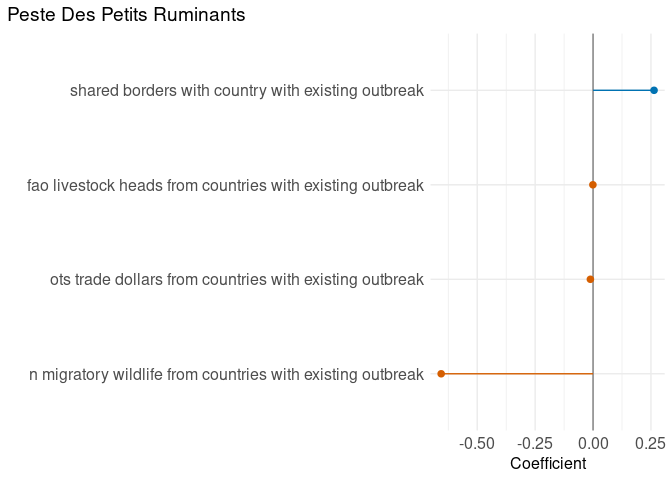 Peste Des Petits Ruminants
shared borders with country with existing outbreak
fao livestock heads from countries with existing outbreak
ots trade dollars from countries with existing outbreak
n migratory wildlife from countries with existing outbreak
-0.50 -0.25 0.00 0.25
Coefficient